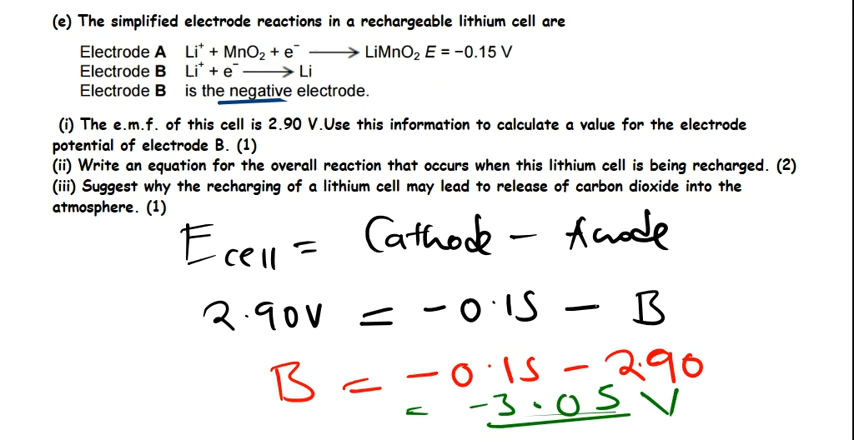 (e) The simplified electrode reactions in a rechargeable lithium cell are
Electrode A Li⁺ + MnO₂ + e⁻ ⟶ LiMnO₂ E = −0.15 V
Electrode B Li⁺ + e⁻ ⟶ Li
Electrode B is the negative electrode.
(i) The e.m.f. of this cell is 2.90 V.Use this information to calculate a value for the electrode
potential of electrode B. (1)
(ii) Write an equation for the overall reaction that occurs when this lithium cell is being recharged. (2)
(iii) Suggest why the recharging of a lithium cell may lead to release of carbon dioxide into the
atmosphere. (1)
E cell = Cathode − Anode
2.90V = −0.15 − B
B = −0.15 − 2.90
= −3.05 V